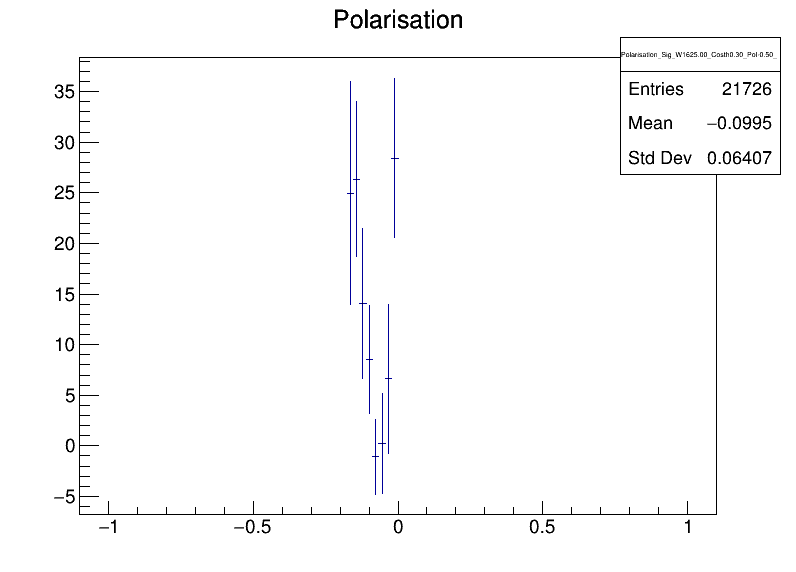 Polarisation
Polarisation_Sig_W1625.00_Costh0.30_Pol-0.50_
Entries 21726
Mean −0.0995
Std Dev 0.06407
35
30
25
20
15
10
5
0
−5
−1 −0.5 0 0.5 1